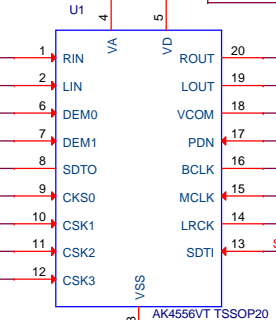 U1
4 5
VA VD
1 RIN ROUT 20
2 LIN LOUT 19
6 DEM0 VCOM 18
7 DEM1 PDN 17
8 SDTO BCLK 16
9 CKS0 MCLK 15
10 CSK1 LRCK 14
11 CSK2 SDTI 13
12 CSK3
VSS
AK4556VT TSSOP20